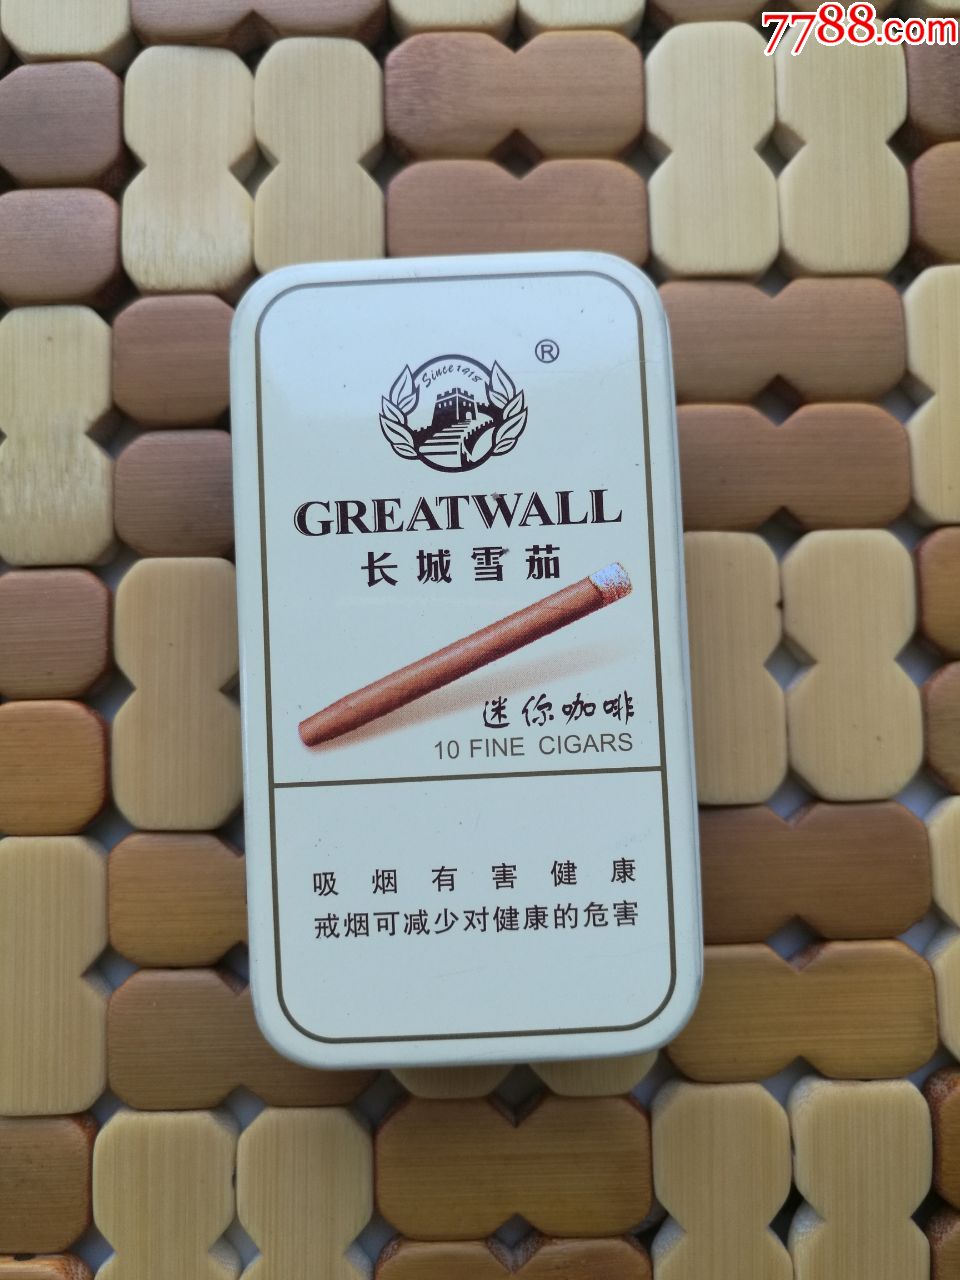 7788.com
Since 1918
®
GREATWALL
长城雪茄
迷你咖啡
10 FINE CIGARS
吸烟有害健康
戒烟可减少对健康的危害